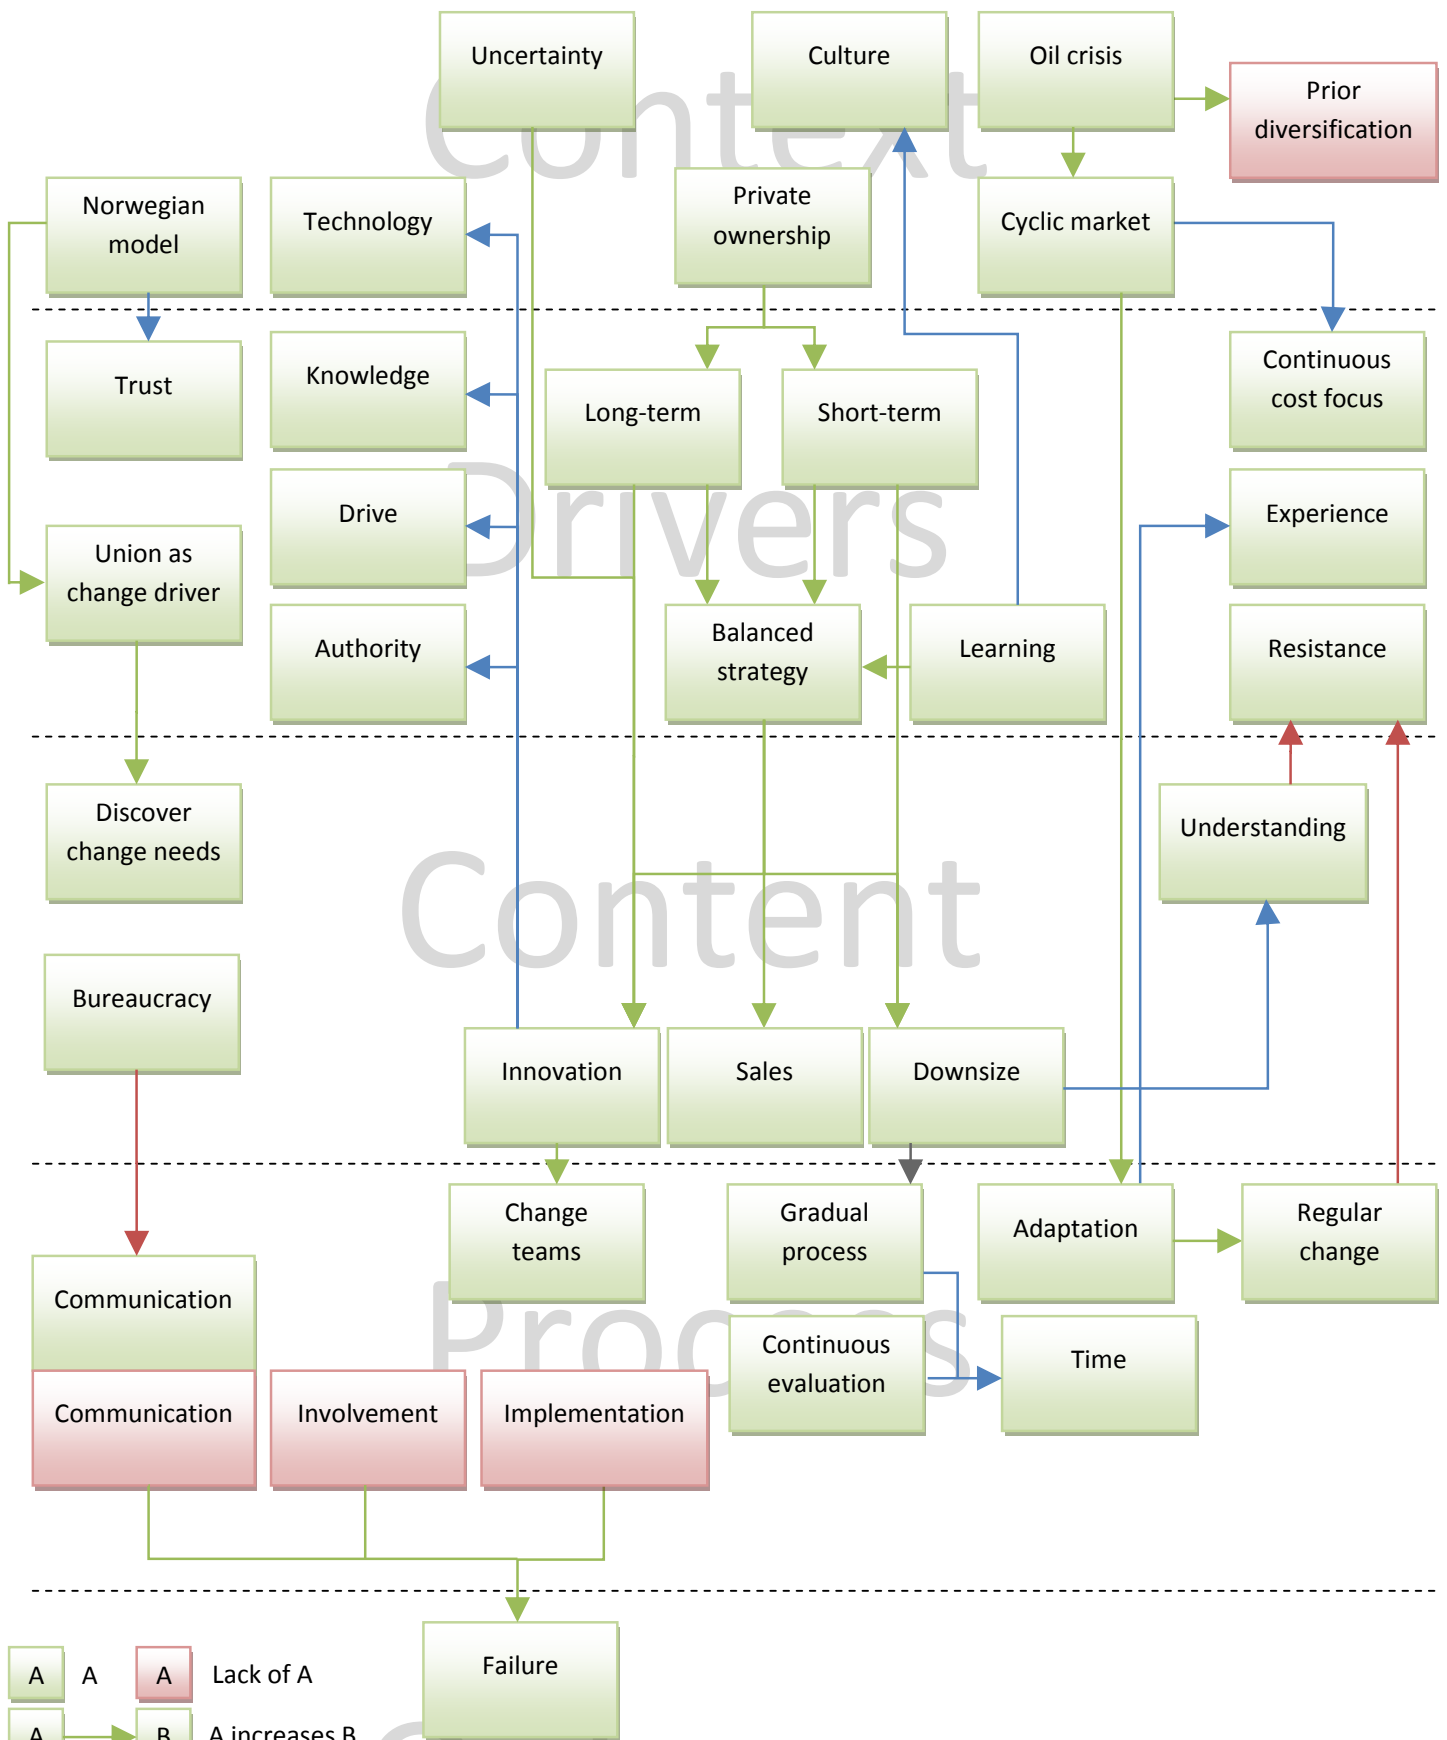 Context
Uncertainty
Culture
Oil crisis
Prior
diversification
Norwegian
model
Technology
Private
ownership
Cyclic market
Drivers
Trust
Knowledge
Long-term
Short-term
Continuous
cost focus
Drive
Experience
Union as
change driver
Authority
Balanced
strategy
Learning
Resistance
Content
Discover
change needs
Understanding
Bureaucracy
Innovation
Sales
Downsize
Process
Change
teams
Gradual
process
Adaptation
Regular
change
Communication
Continuous
evaluation
Time
Communication
Involvement
Implementation
Failure
A
A
A
Lack of A
A
B
A increases B